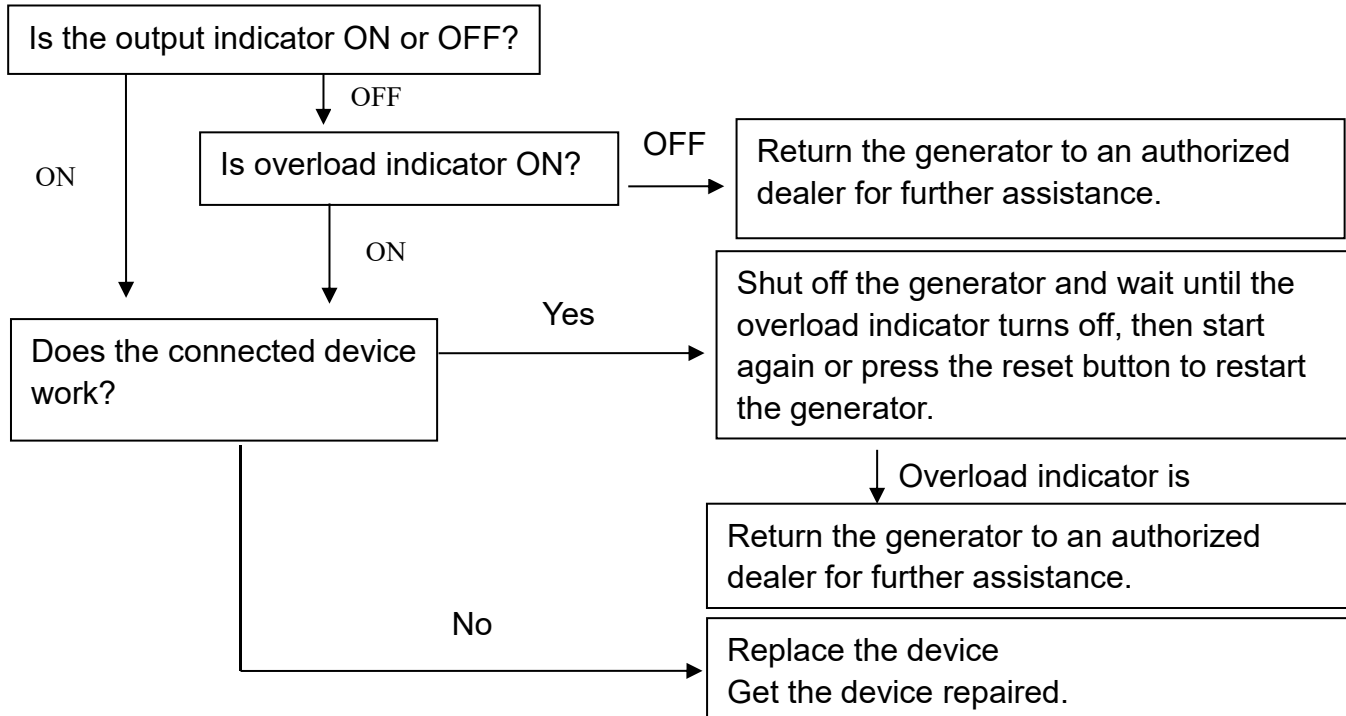 Is the output indicator ON or OFF?
OFF
ON
Is overload indicator ON?
OFF
Return the generator to an authorized
dealer for further assistance.
ON
Does the connected device
work?
Yes
Shut off the generator and wait until the
overload indicator turns off, then start
again or press the reset button to restart
the generator.
Overload indicator is
Return the generator to an authorized
dealer for further assistance.
No
Replace the device
Get the device repaired.